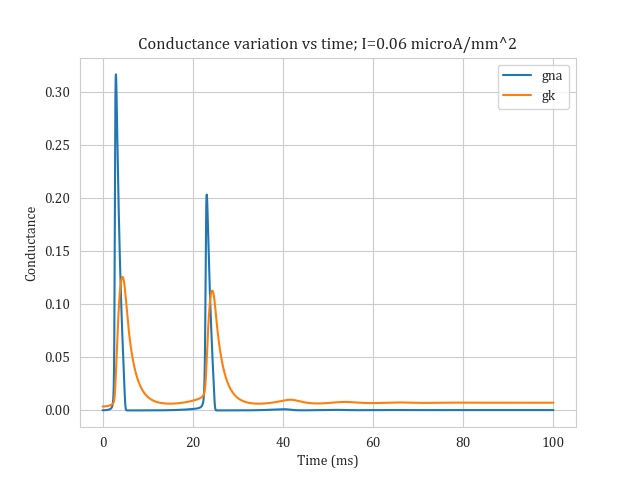 Conductance variation vs time; I=0.06 microA/mm^2
gna
gk
0.30
0.25
0.20
0.15
0.10
0.05
0.00
Conductance
0 20 40 60 80 100
Time (ms)